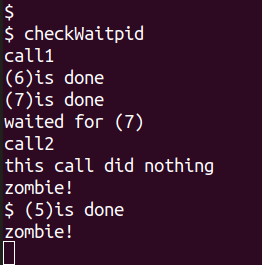 $
$ checkWaitpid
call1
(6)is done
(7)is done
waited for (7)
call2
this call did nothing
zombie!
$ (5)is done
zombie!